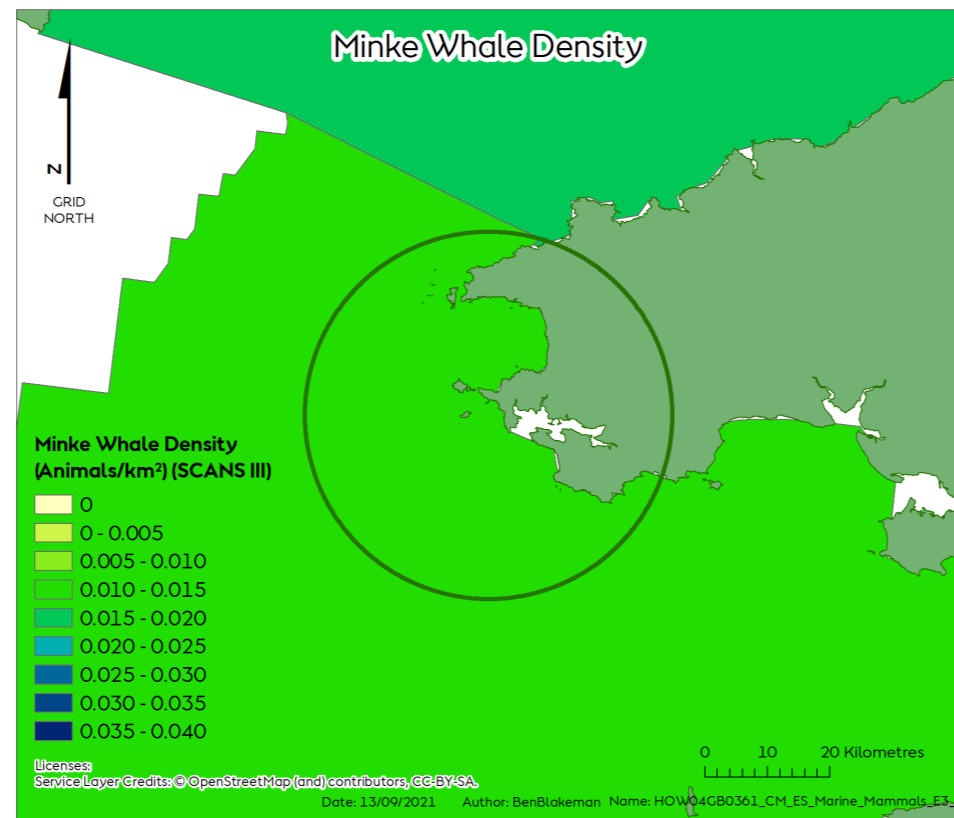 Minke Whale Density
N
GRID
NORTH
Minke Whale Density
(Animals/km²) (SCANS III)
0
0 - 0.005
0.005 - 0.010
0.010 - 0.015
0.015 - 0.020
0.020 - 0.025
0.025 - 0.030
0.030 - 0.035
0.035 - 0.040
0 10 20 Kilometres
Licenses:
Service Layer Credits: © OpenStreetMap (and) contributors, CC-BY-SA.
Date: 13/09/2021 Author: BenBlakeman Name: HOW04GB0361_CM_ES_Marine_Mammals_E3_